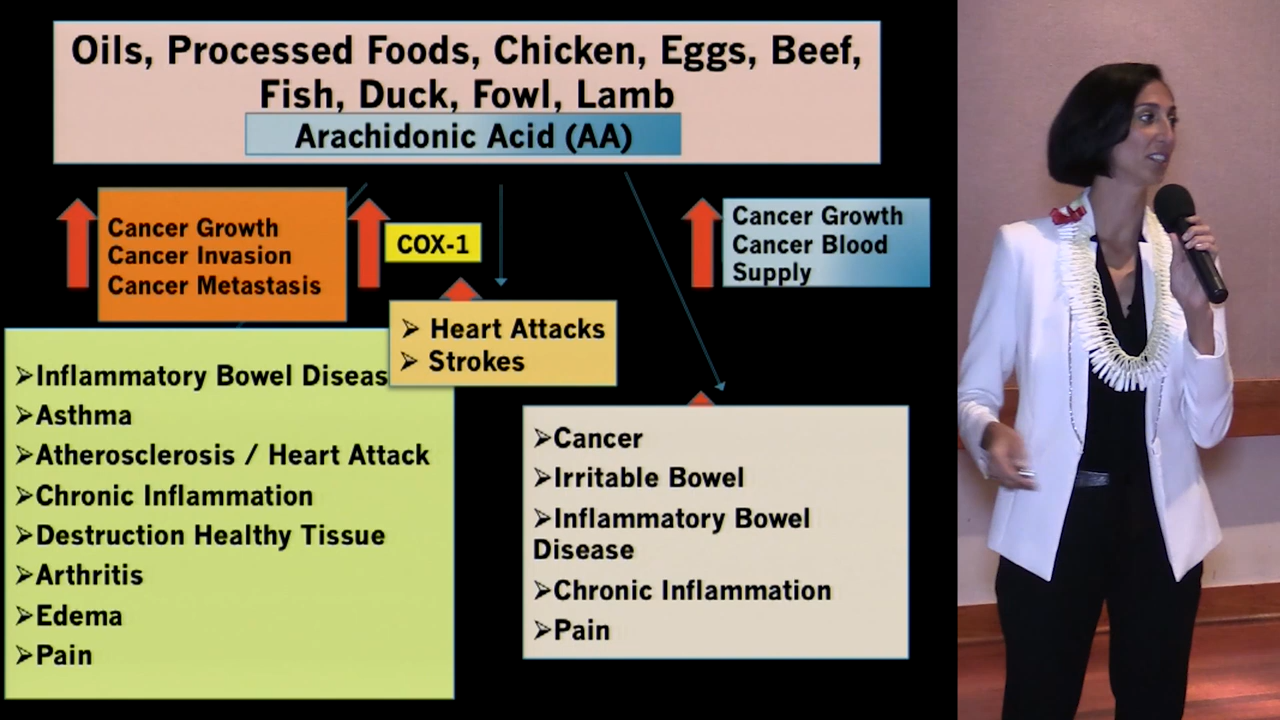 Oils, Processed Foods, Chicken, Eggs, Beef,
Fish, Duck, Fowl, Lamb
Arachidonic Acid (AA)
Cancer Growth
Cancer Invasion
Cancer Metastasis
COX-1
Cancer Growth
Cancer Blood
Supply
➢ Heart Attacks
➢ Strokes
➢Inflammatory Bowel Diseas
➢Asthma
➢Atherosclerosis / Heart Attack
➢Chronic Inflammation
➢Destruction Healthy Tissue
➢Arthritis
➢Edema
➢Pain
➢Cancer
➢Irritable Bowel
➢Inflammatory Bowel
Disease
➢Chronic Inflammation
➢Pain